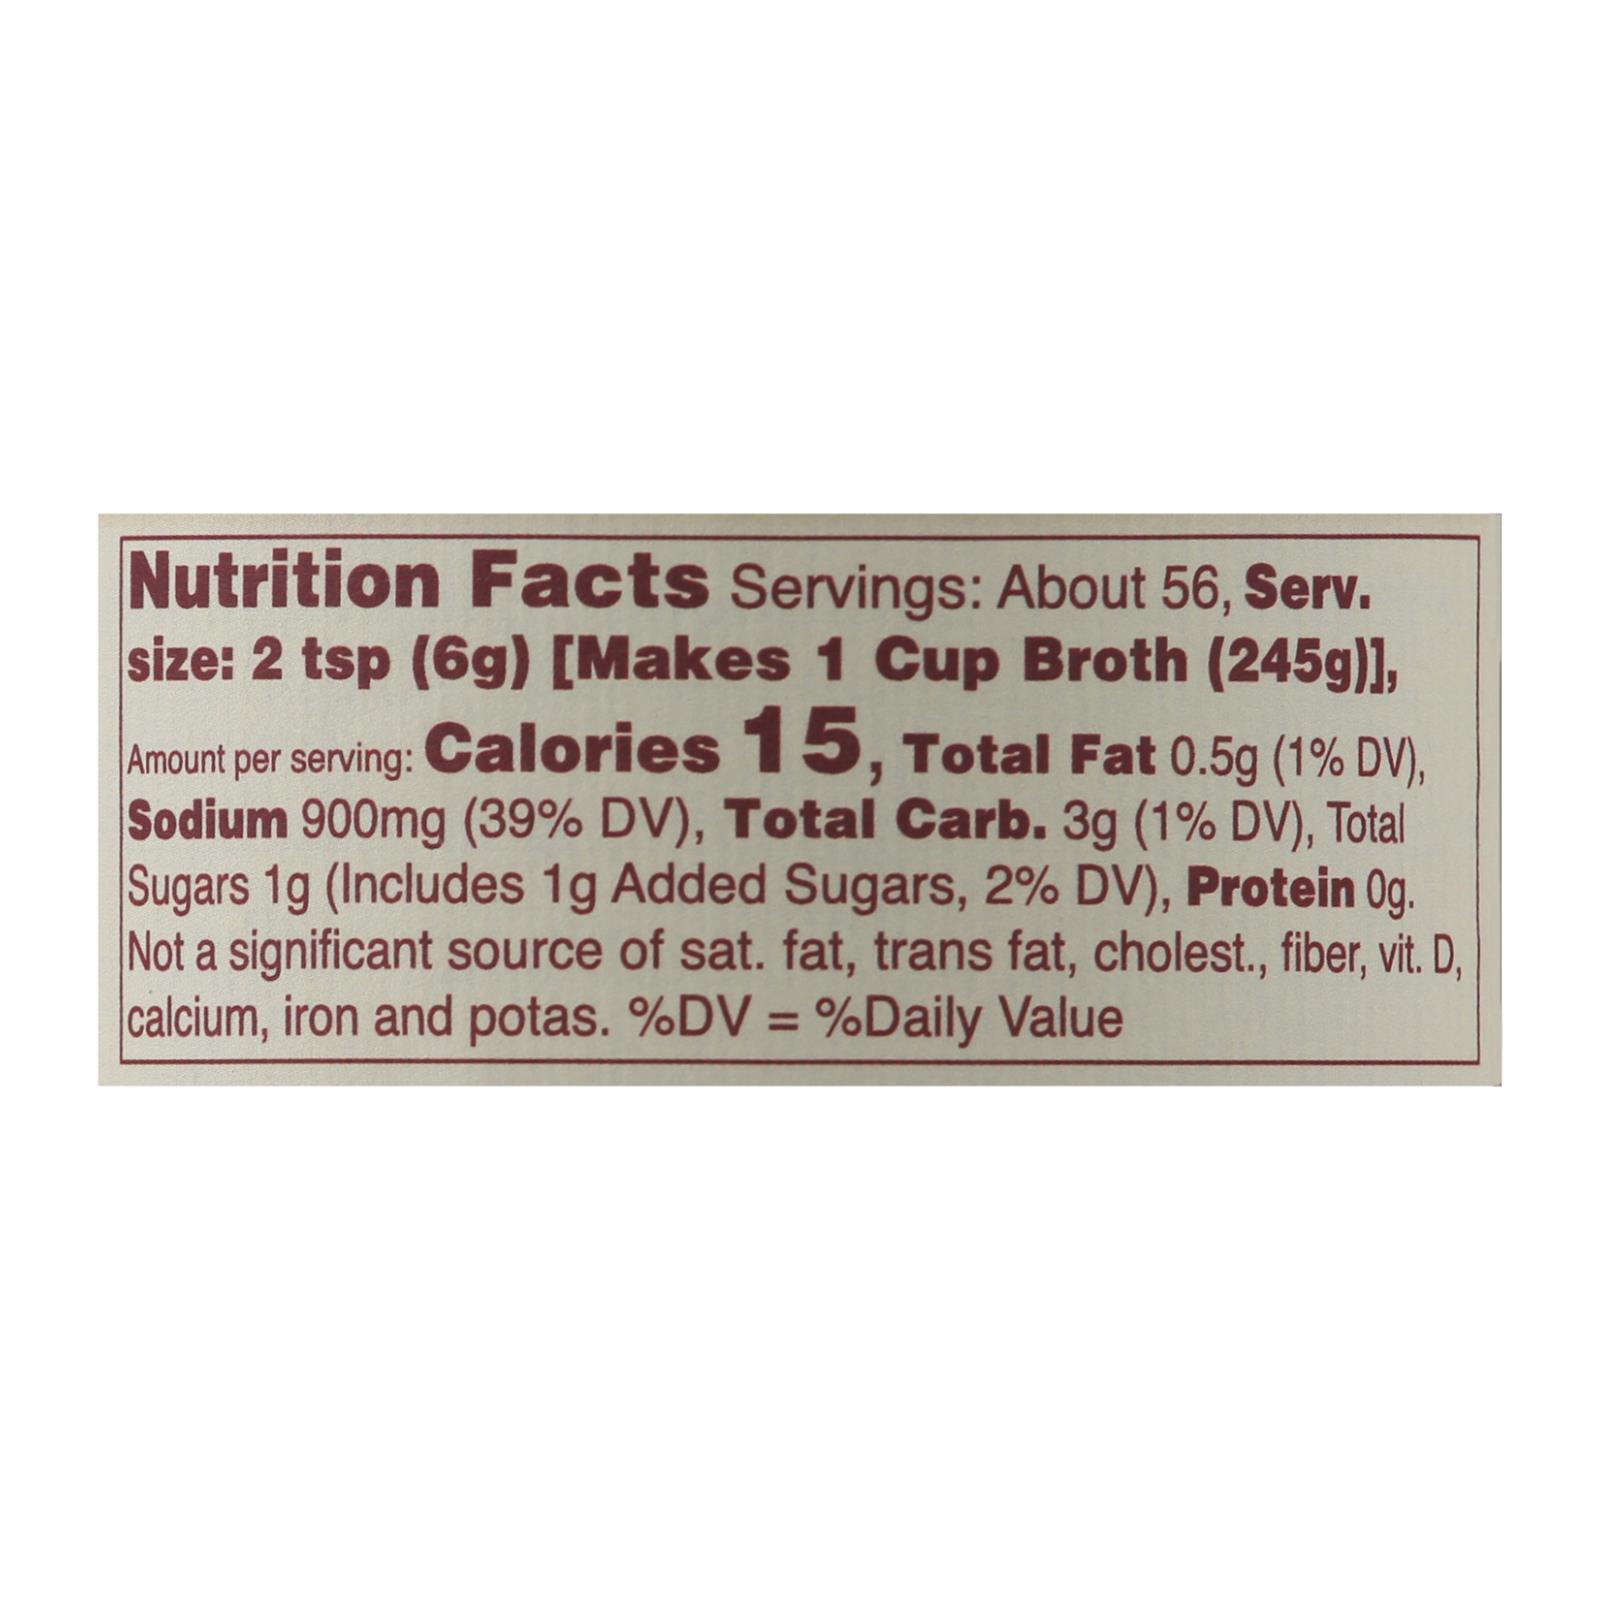 Nutrition Facts Servings: About 56, Serv.
size: 2 tsp (6g) [Makes 1 Cup Broth (245g)],
Amount per serving: Calories 15, Total Fat 0.5g (1% DV),
Sodium 900mg (39% DV), Total Carb. 3g (1% DV), Total
Sugars 1g (Includes 1g Added Sugars, 2% DV), Protein 0g.
Not a significant source of sat. fat, trans fat, cholest., fiber, vit. D,
calcium, iron and potas. %DV = %Daily Value